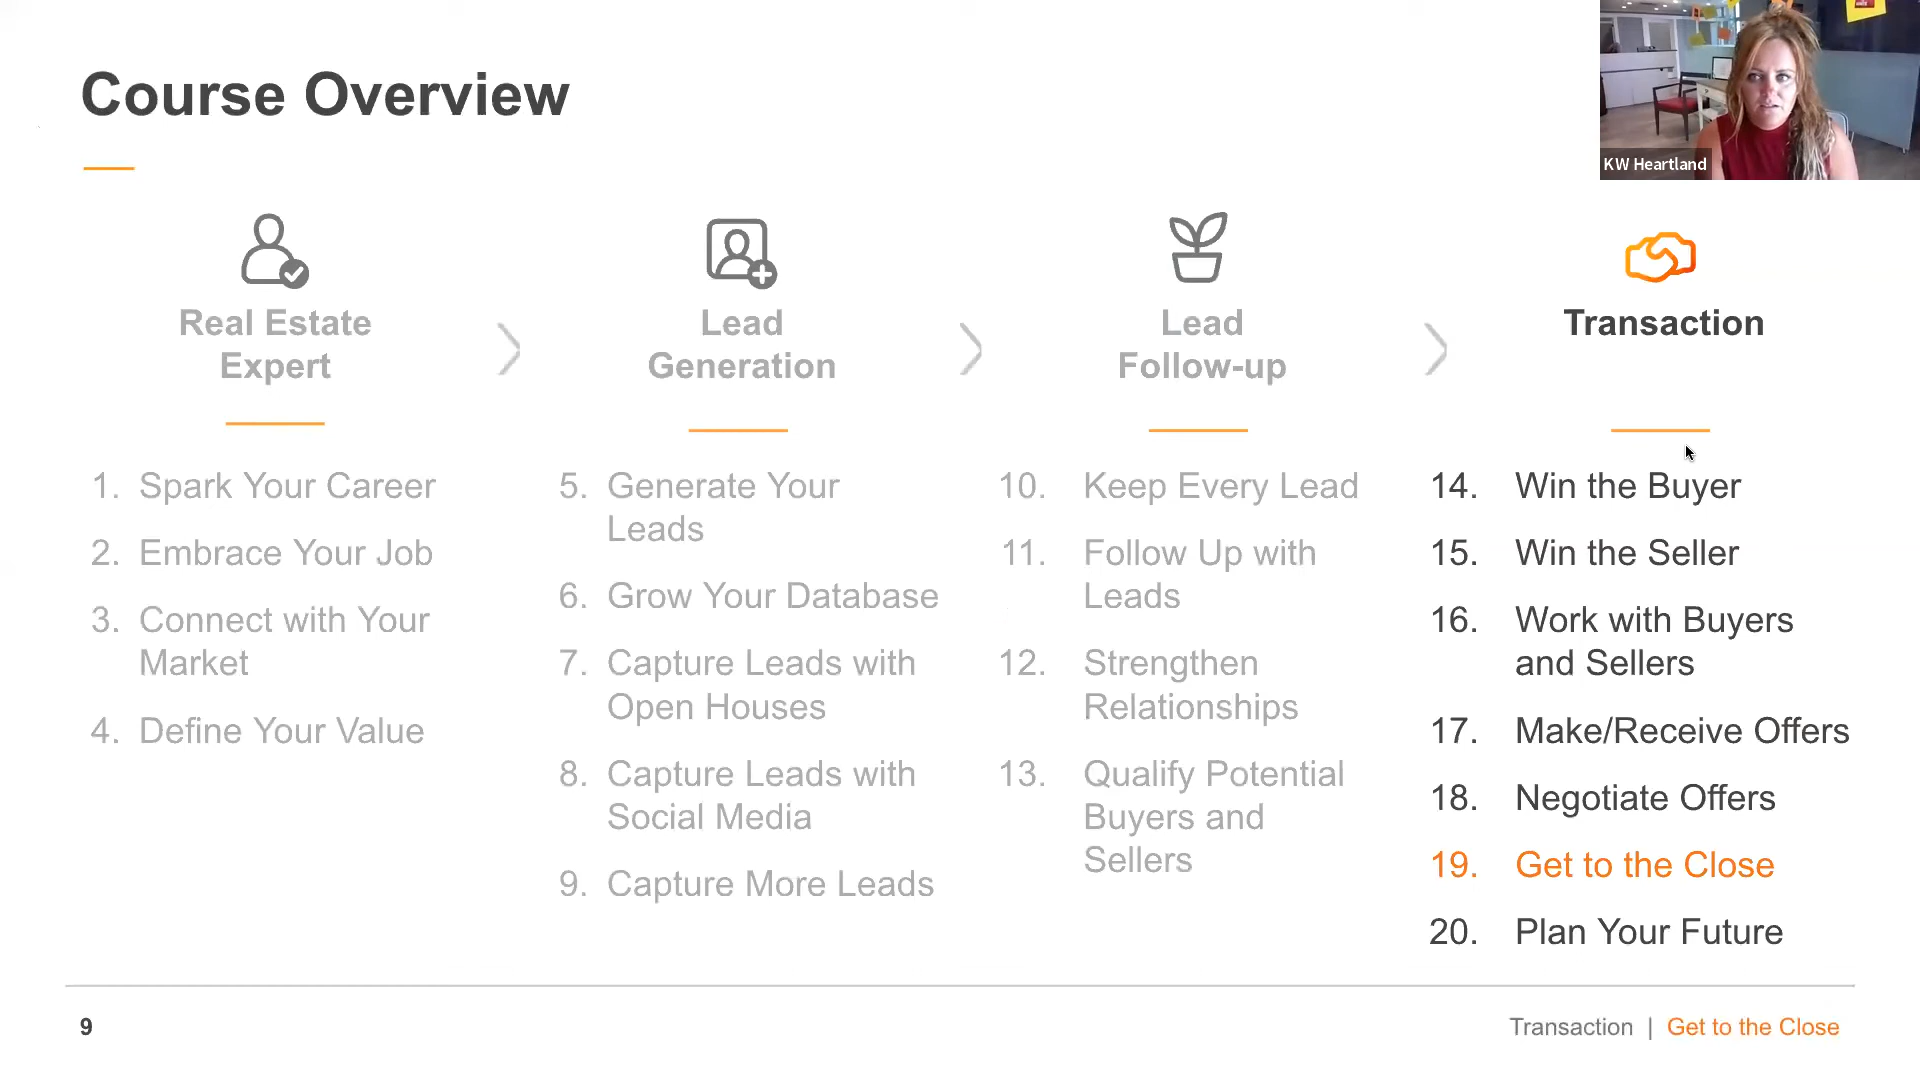 Course Overview
KW Heartland
Real Estate
Expert
Lead
Generation
Lead
Follow-up
Transaction
1. Spark Your Career
2. Embrace Your Job
3. Connect with Your
Market
4. Define Your Value
5. Generate Your
Leads
6. Grow Your Database
7. Capture Leads with
Open Houses
8. Capture Leads with
Social Media
9. Capture More Leads
10. Keep Every Lead
11. Follow Up with
Leads
12. Strengthen
Relationships
13. Qualify Potential
Buyers and
Sellers
14. Win the Buyer
15. Win the Seller
16. Work with Buyers
and Sellers
17. Make/Receive Offers
18. Negotiate Offers
19. Get to the Close
20. Plan Your Future
9
Transaction | Get to the Close